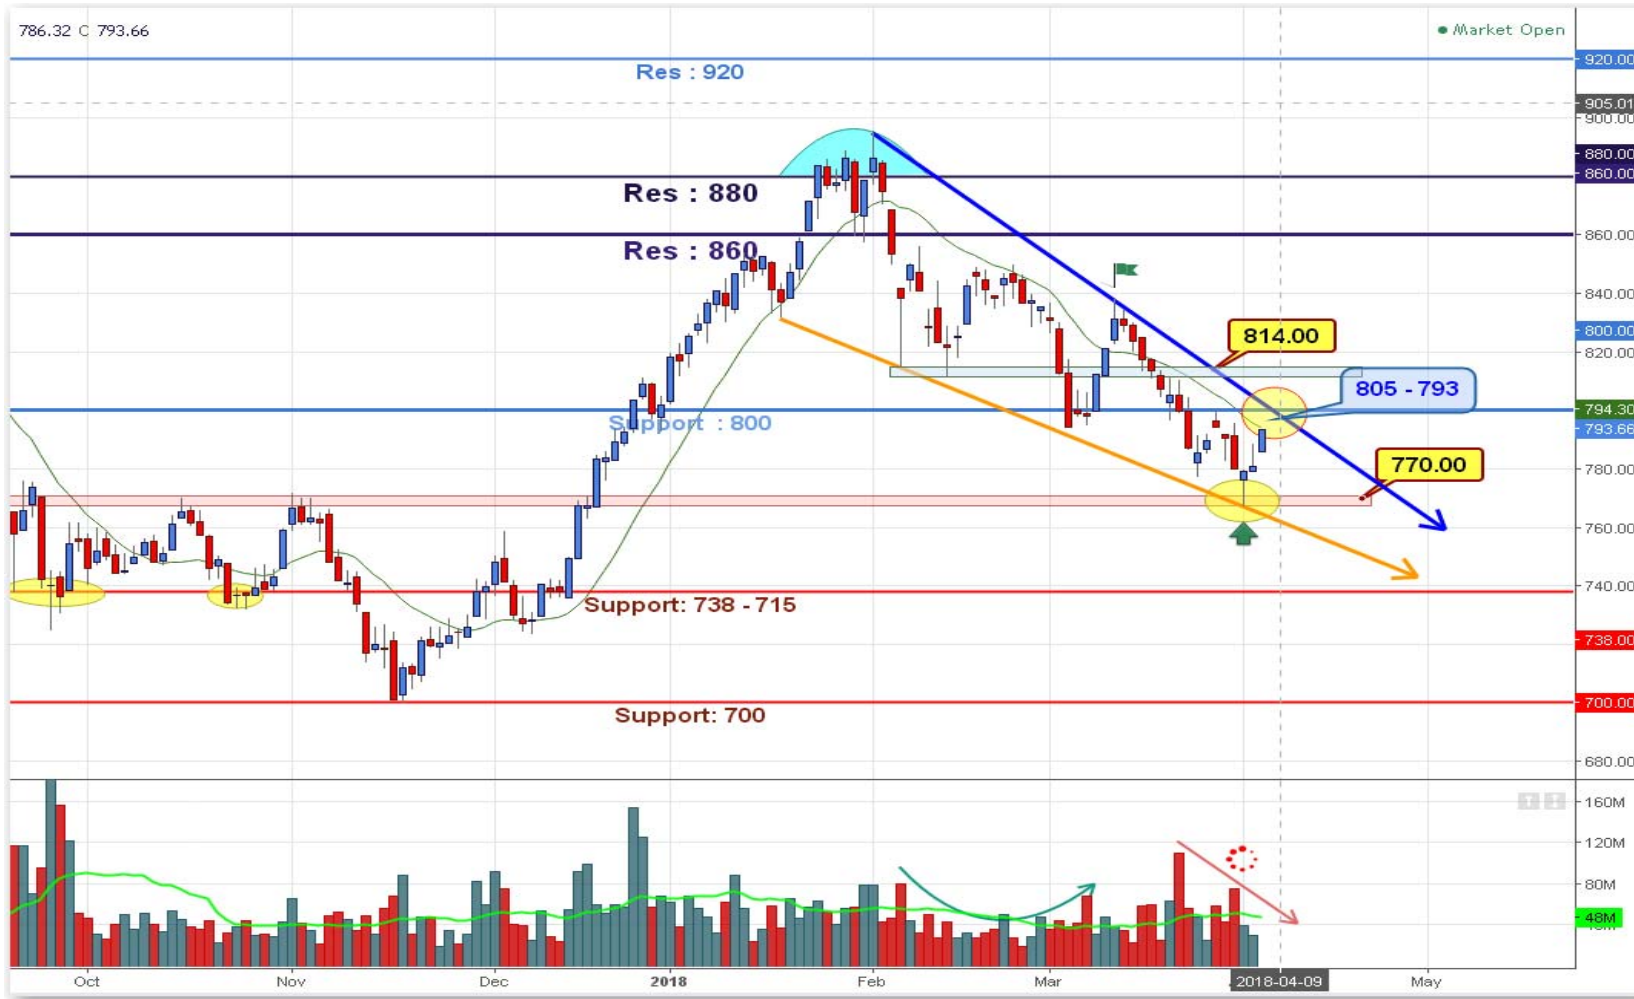 786.32 C 793.66
Market Open
Res : 920
920.00
905.01
900.00
880.00
860.00
Res : 880
Res : 860
860.00
840.00
814.00
800.00
820.00
805 - 793
Support : 800
794.30
793.66
770.00
780.00
760.00
740.00
Support: 738 - 715
738.00
700.00
Support: 700
680.00
160M
120M
80M
48M
Oct
Nov
Dec
2018
Feb
Mar
2018-04-09
May